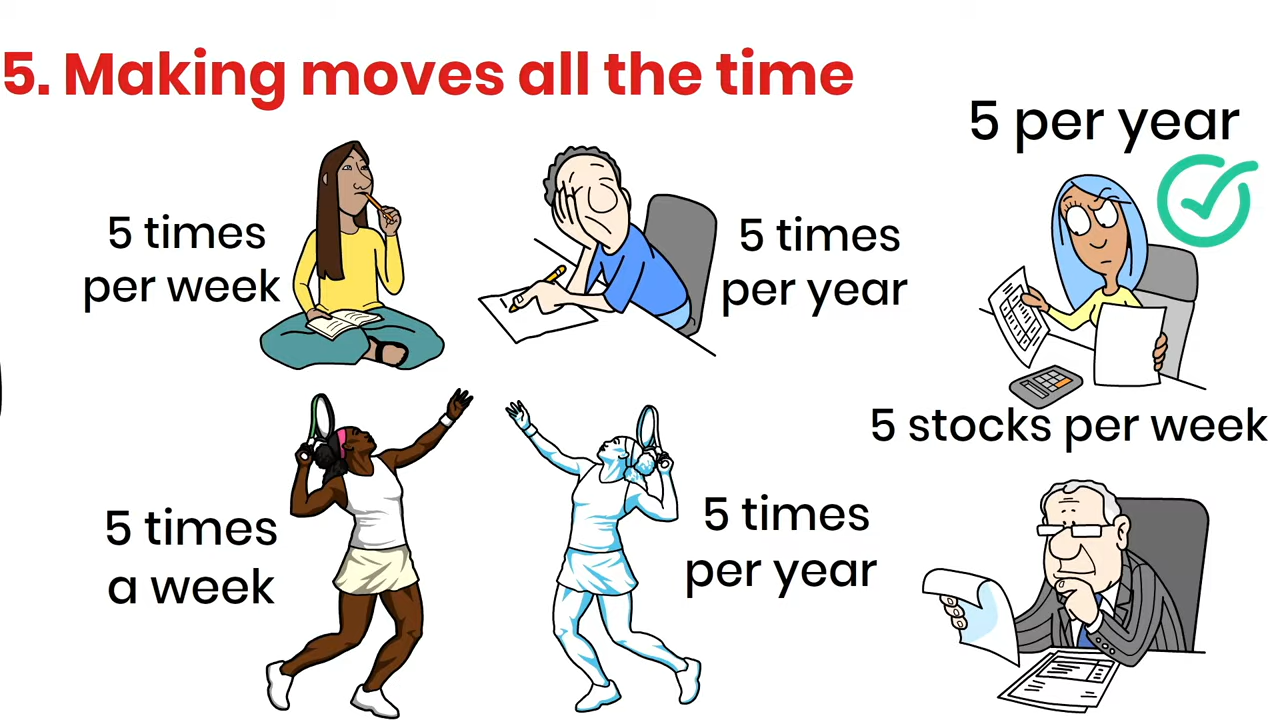 5. Making moves all the time
5 per year
5 times
per week
5 times
per year
5 stocks per week
5 times
a week
5 times
per year